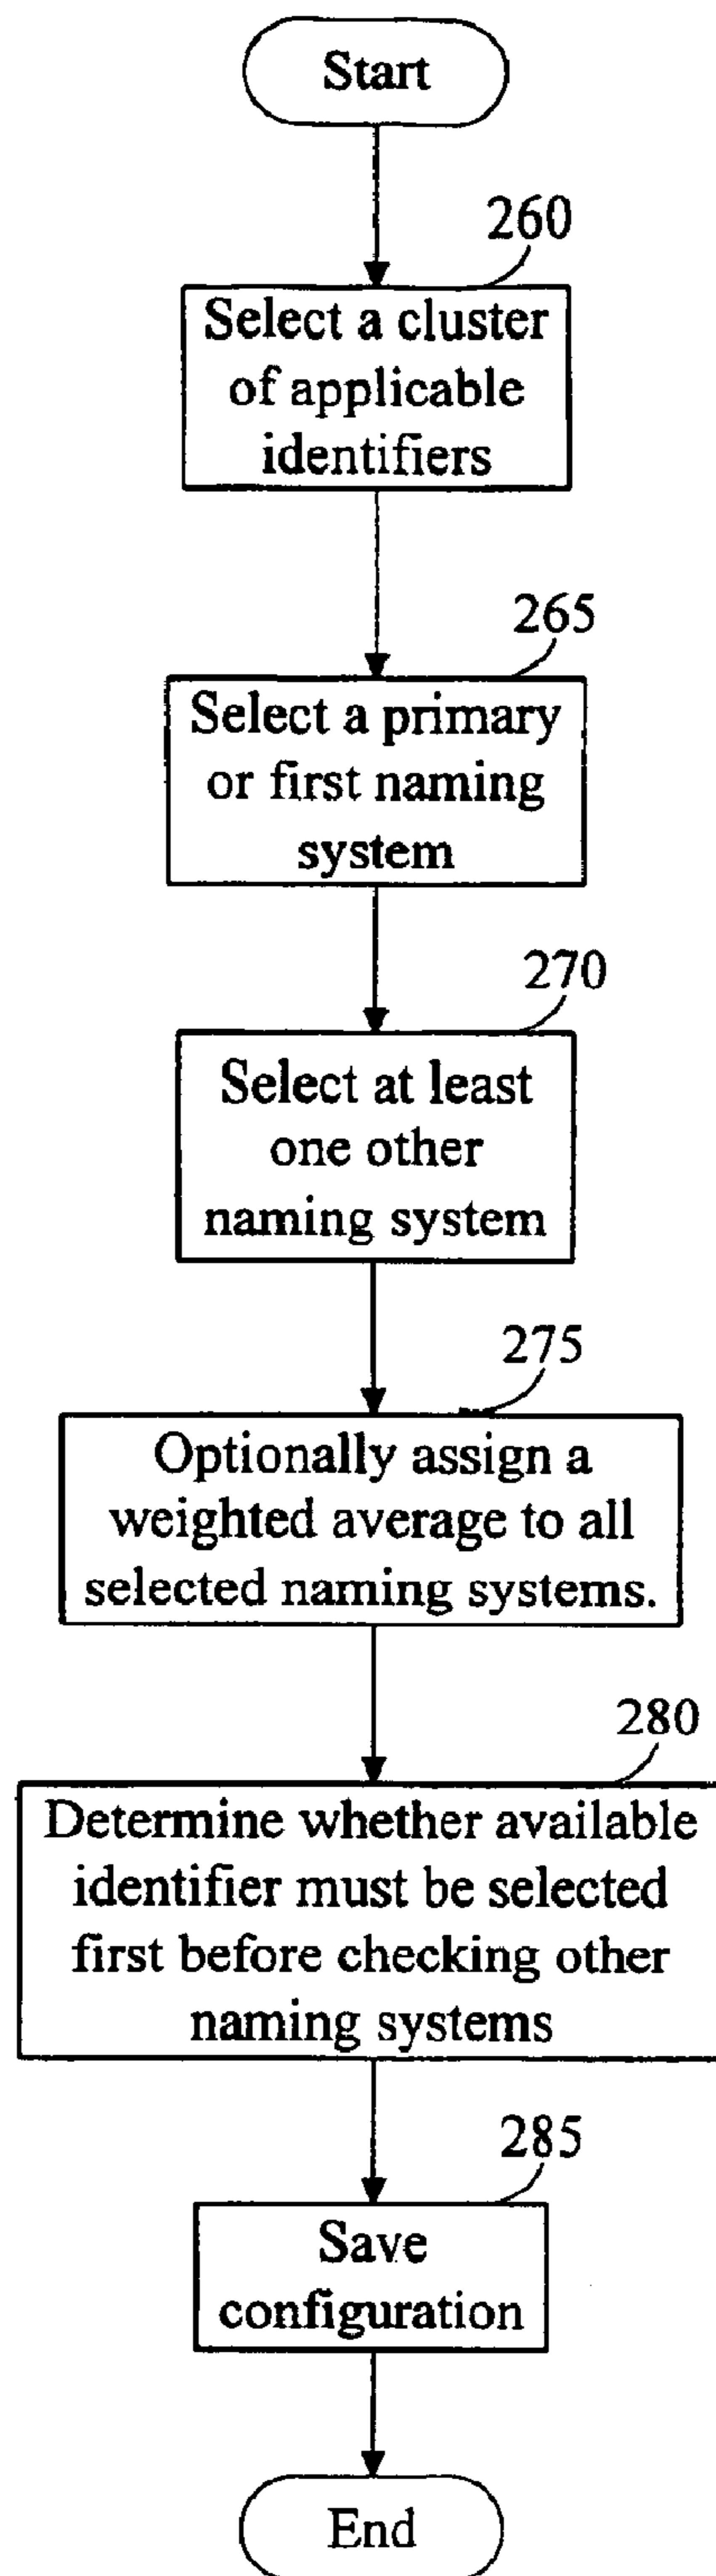 Start
260
Select a cluster
of applicable
identifiers
265
Select a primary
or first naming
system
270
Select at least
one other
naming system
275
Optionally assign a
weighted average to all
selected naming systems.
280
Determine whether available
identifier must be selected
first before checking other
naming systems
285
Save
configuration
End